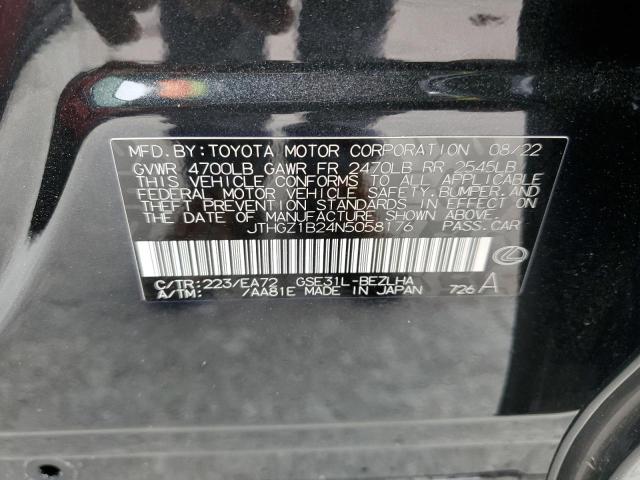 MFD.BY:TOYOTA MOTOR CORPORATION 08/22
GVWR 4700LB GAWR FR 2470LB RR 2546LB
THIS VEHICLE CONFORMS TO ALL APPLICABLE
FEDERAL MOTOR VEHICLE SAFETY, BUMPER, AND
THEFT PREVENTION STANDARDS IN EFFECT ON
THE DATE OF MANUFACTURE SHOWN ABOVE.
JTHGZ1B24N5058176 PASS.CAR
C/TR:223/EA72 GSE31L-BEZLHA
A/TM: /AA81E MADE IN JAPAN 726 A